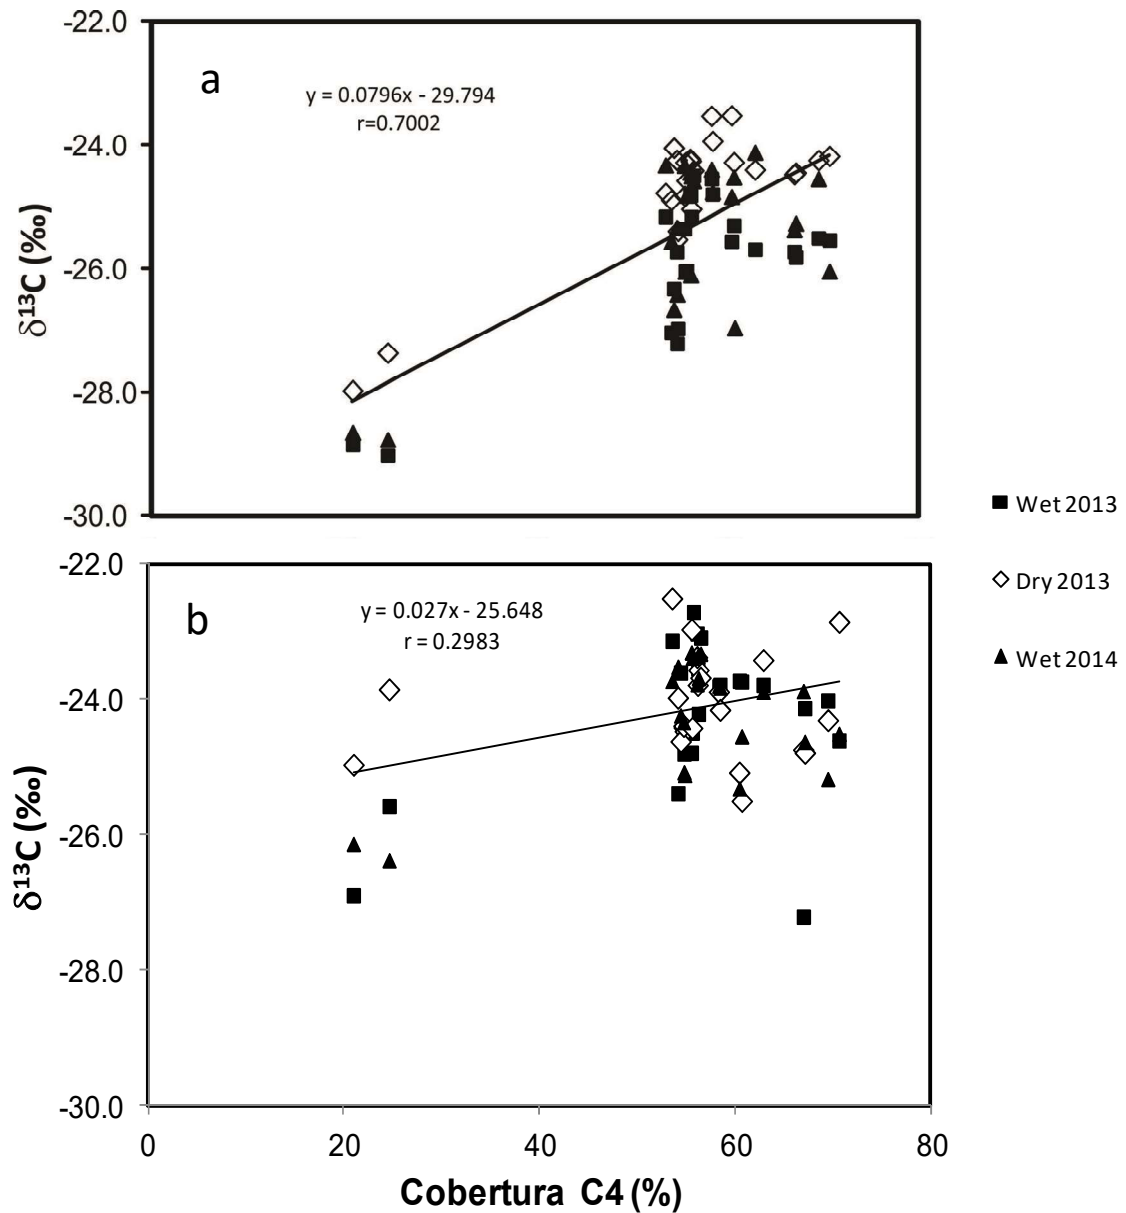 -22.0
a
y = 0.0796x - 29.794
r=0.7002
-24.0
-26.0
-28.0
-30.0
δ¹³C (‰)
Wet 2013
Dry 2013
Wet 2014
-22.0
b
y = 0.027x - 25.648
r = 0.2983
-24.0
-26.0
-28.0
-30.0
δ¹³C (‰)
0 20 40 60 80
Cobertura C4 (%)